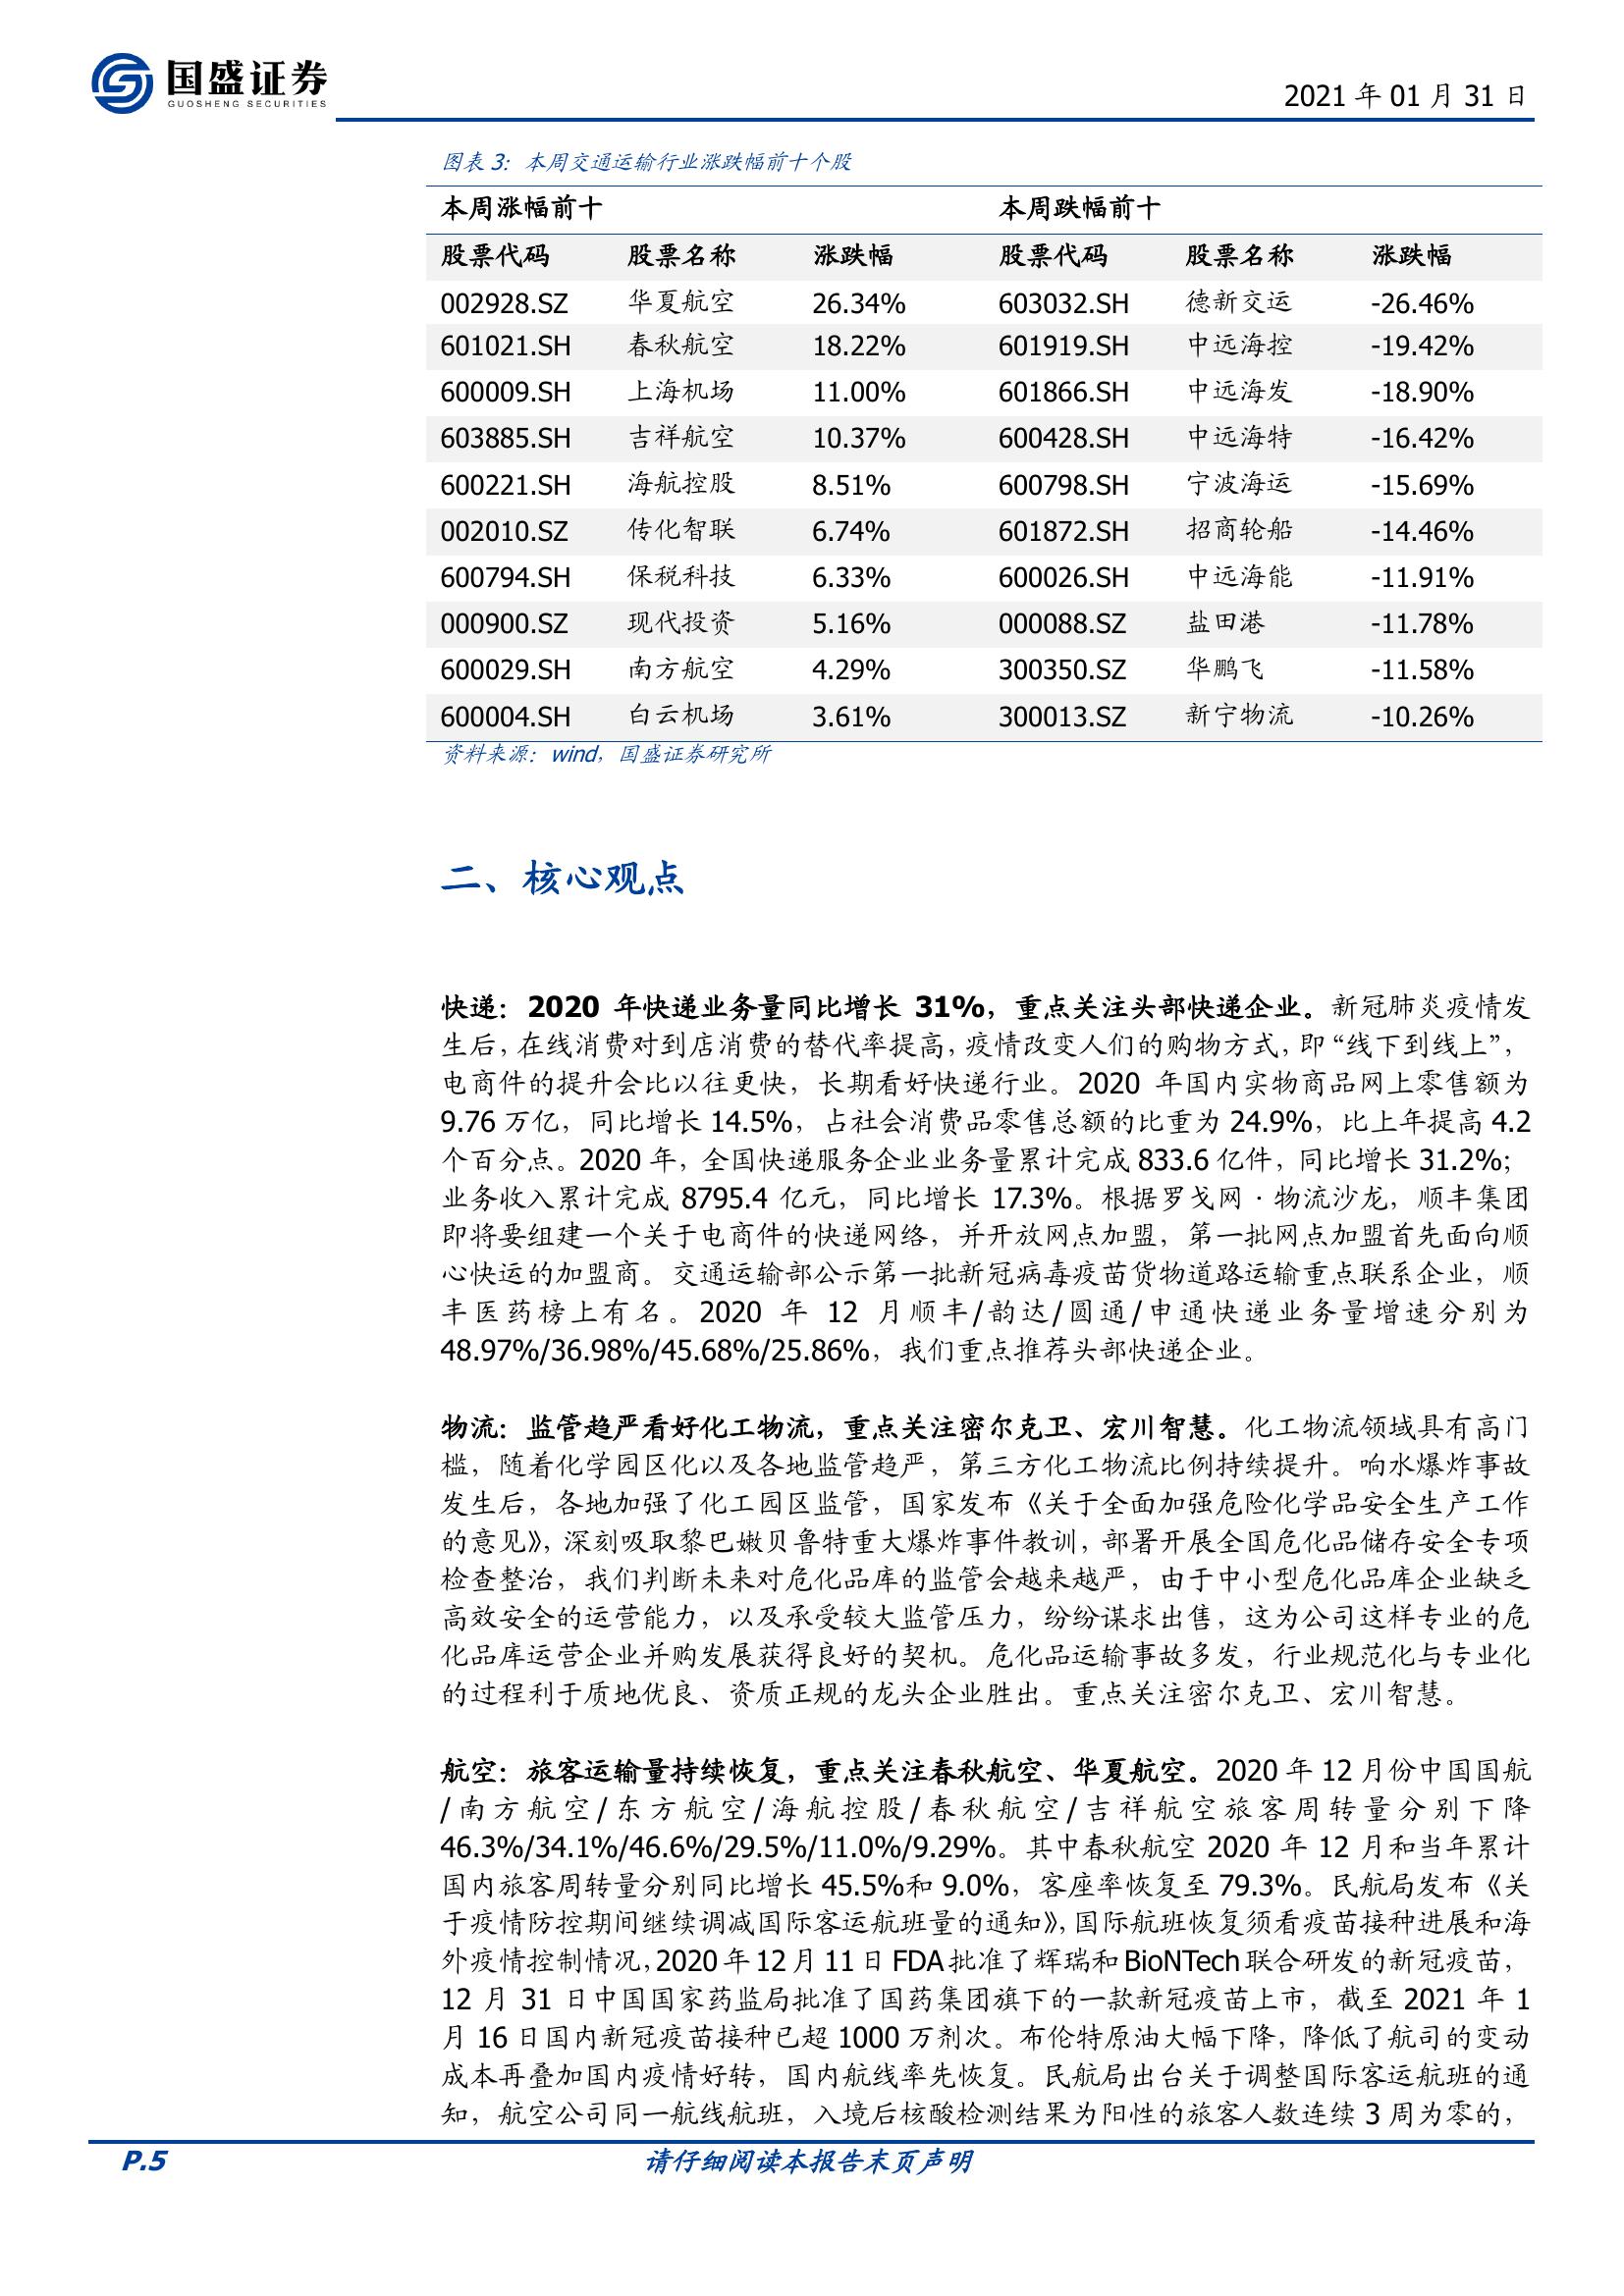 国盛证券
GUOSHENG SECURITIES
2021 年 01 月 31 日
图表 3：本周交通运输行业涨跌幅前十个股
本周涨幅前十 本周跌幅前十
股票代码 股票名称 涨跌幅 股票代码 股票名称 涨跌幅
002928.SZ 华夏航空 26.34% 603032.SH 德新交运 -26.46%
601021.SH 春秋航空 18.22% 601919.SH 中远海控 -19.42%
600009.SH 上海机场 11.00% 601866.SH 中远海发 -18.90%
603885.SH 吉祥航空 10.37% 600428.SH 中远海特 -16.42%
600221.SH 海航控股 8.51% 600798.SH 宁波海运 -15.69%
002010.SZ 传化智联 6.74% 601872.SH 招商轮船 -14.46%
600794.SH 保税科技 6.33% 600026.SH 中远海能 -11.91%
000900.SZ 现代投资 5.16% 000088.SZ 盐田港 -11.78%
600029.SH 南方航空 4.29% 300350.SZ 华鹏飞 -11.58%
600004.SH 白云机场 3.61% 300013.SZ 新宁物流 -10.26%
资料来源：wind，国盛证券研究所
二、核心观点
快递：2020 年快递业务量同比增长 31%，重点关注头部快递企业。新冠肺炎疫情发
生后，在线消费对到店消费的替代率提高，疫情改变人们的购物方式，即“线下到线上”，
电商件的提升会比以往更快，长期看好快递行业。2020 年国内实物商品网上零售额为
9.76 万亿，同比增长 14.5%，占社会消费品零售总额的比重为 24.9%，比上年提高 4.2
个百分点。2020 年，全国快递服务企业业务量累计完成 833.6 亿件，同比增长 31.2%；
业务收入累计完成 8795.4 亿元，同比增长 17.3%。根据罗戈网·物流沙龙，顺丰集团
即将要组建一个关于电商件的快递网络，并开放网点加盟，第一批网点加盟首先面向顺
心快运的加盟商。交通运输部公示第一批新冠病毒疫苗货物道路运输重点联系企业，顺
丰医药榜上有名。2020 年 12 月顺丰/韵达/圆通/申通快递业务量增速分别为
48.97%/36.98%/45.68%/25.86%，我们重点推荐头部快递企业。
物流：监管趋严看好化工物流，重点关注密尔克卫、宏川智慧。化工物流领域具有高门
槛，随着化学园区化以及各地监管趋严，第三方化工物流比例持续提升。响水爆炸事故
发生后，各地加强了化工园区监管，国家发布《关于全面加强危险化学品安全生产工作
的意见》，深刻吸取黎巴嫩贝鲁特重大爆炸事件教训，部署开展全国危化品储存安全专项
检查整治，我们判断未来对危化品库的监管会越来越严，由于中小型危化品库企业缺乏
高效安全的运营能力，以及承受较大监管压力，纷纷谋求出售，这为公司这样专业的危
化品库运营企业并购发展获得良好的契机。危化品运输事故多发，行业规范化与专业化
的过程利于质地优良、资质正规的龙头企业胜出。重点关注密尔克卫、宏川智慧。
航空：旅客运输量持续恢复，重点关注春秋航空、华夏航空。2020 年 12 月份中国国航
/南方航空/东方航空/海航控股/春秋航空/吉祥航空旅客周转量分别下降
46.3%/34.1%/46.6%/29.5%/11.0%/9.29%。其中春秋航空 2020 年 12 月和当年累计
国内旅客周转量分别同比增长 45.5%和 9.0%，客座率恢复至 79.3%。民航局发布《关
于疫情防控期间继续调减国际客运航班量的通知》，国际航班恢复须看疫苗接种进展和海
外疫情控制情况，2020 年 12 月 11 日 FDA 批准了辉瑞和 BioNTech 联合研发的新冠疫苗，
12 月 31 日中国国家药监局批准了国药集团旗下的一款新冠疫苗上市，截至 2021 年 1
月 16 日国内新冠疫苗接种已超 1000 万剂次。布伦特原油大幅下降，降低了航司的变动
成本再叠加国内疫情好转，国内航线率先恢复。民航局出台关于调整国际客运航班的通
知，航空公司同一航线航班，入境后核酸检测结果为阳性的旅客人数连续 3 周为零的，
P.5 请仔细阅读本报告末页声明